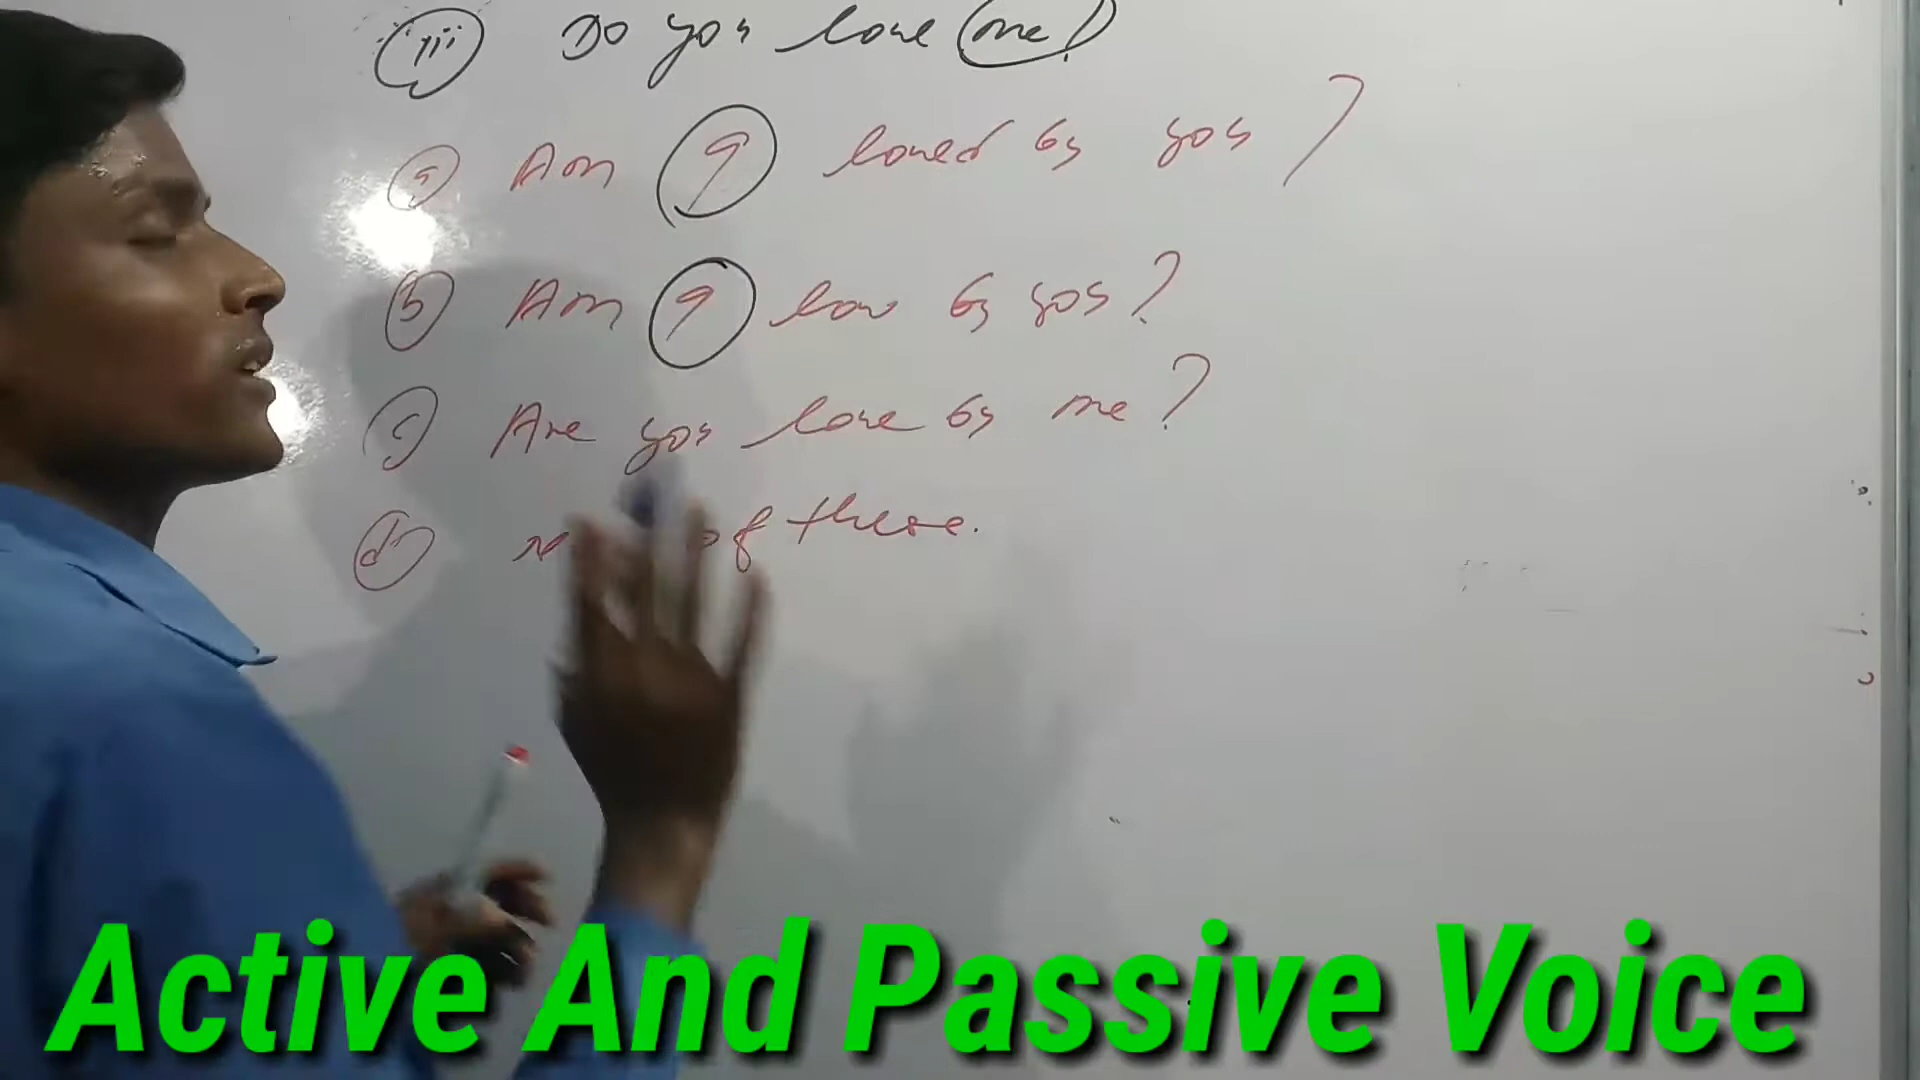 (iii) Do you love me?
(a) Am I loved by you?
(b) Am I love by you?
(c) Are you love by me?
(d) of these.
Active And Passive Voice